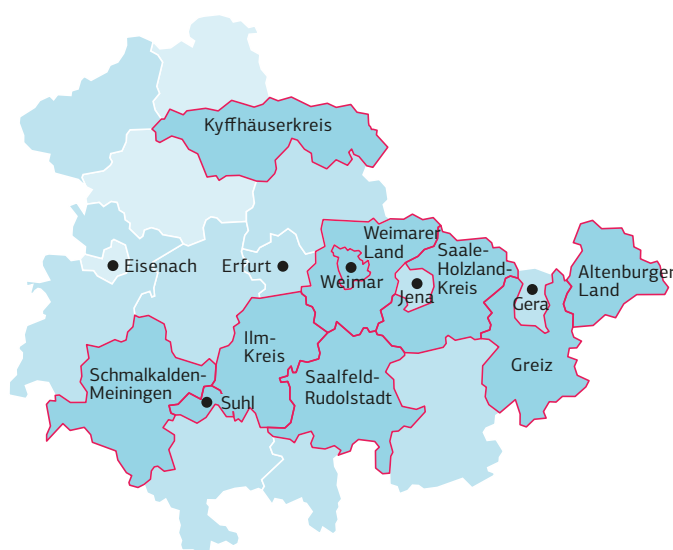 Kyffhäuserkreis
Weimarer
Land
Saale-
Holzland-
Kreis
Eisenach
Erfurt
Weimar
Jena
Gera
Altenburger
Land
Ilm-
Kreis
Schmalkalden-
Meiningen
Saalfeld-
Rudolstadt
Greiz
Suhl